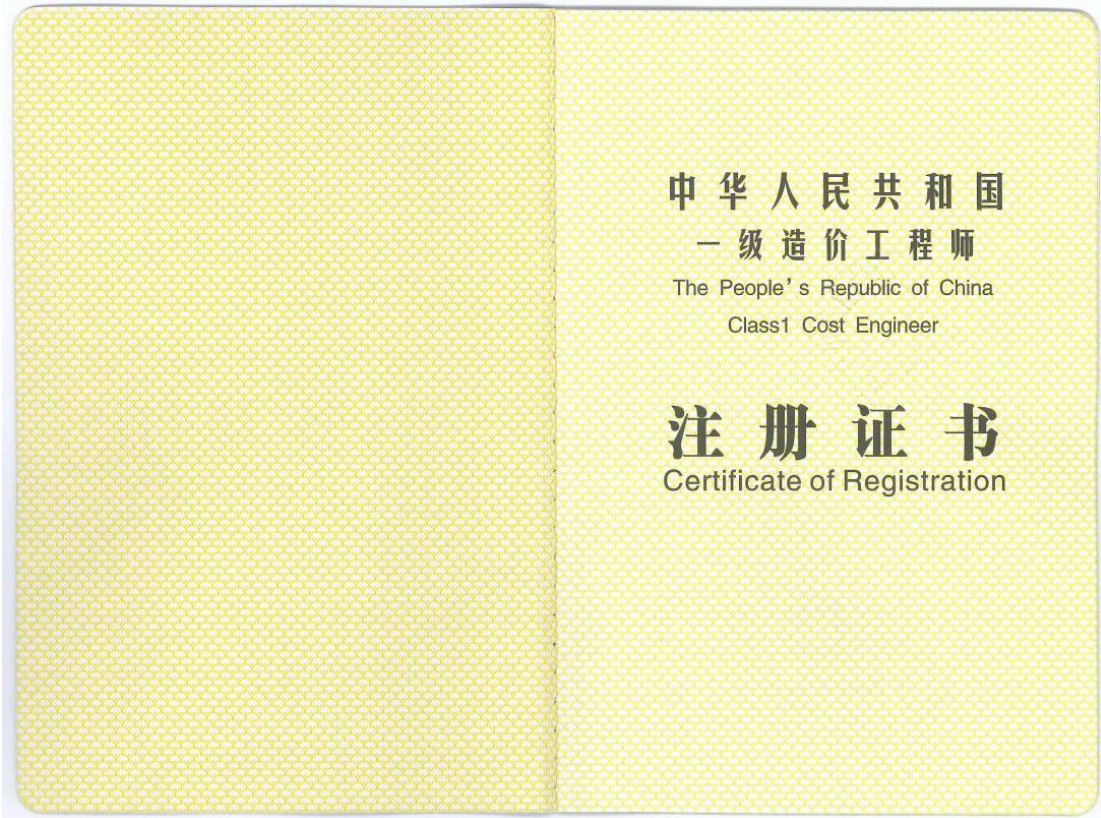 中华人民共和国
一级造价工程师
The People's Republic of China
Class1 Cost Engineer
注册证书
Certificate of Registration